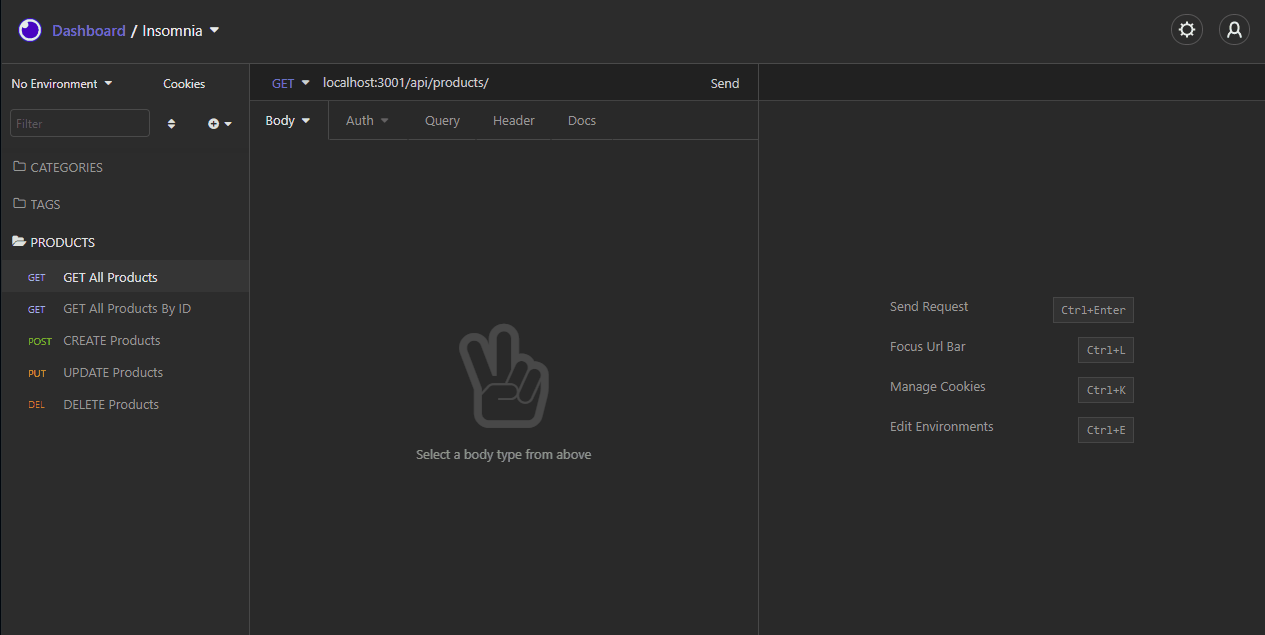 Dashboard / Insomnia
No Environment
Cookies
Filter
CATEGORIES
TAGS
PRODUCTS
GET GET All Products
GET GET All Products By ID
POST CREATE Products
PUT UPDATE Products
DEL DELETE Products
GET localhost:3001/api/products/ Send
Body Auth Query Header Docs
Select a body type from above
Send Request Ctrl+Enter
Focus Url Bar Ctrl+L
Manage Cookies Ctrl+K
Edit Environments Ctrl+E